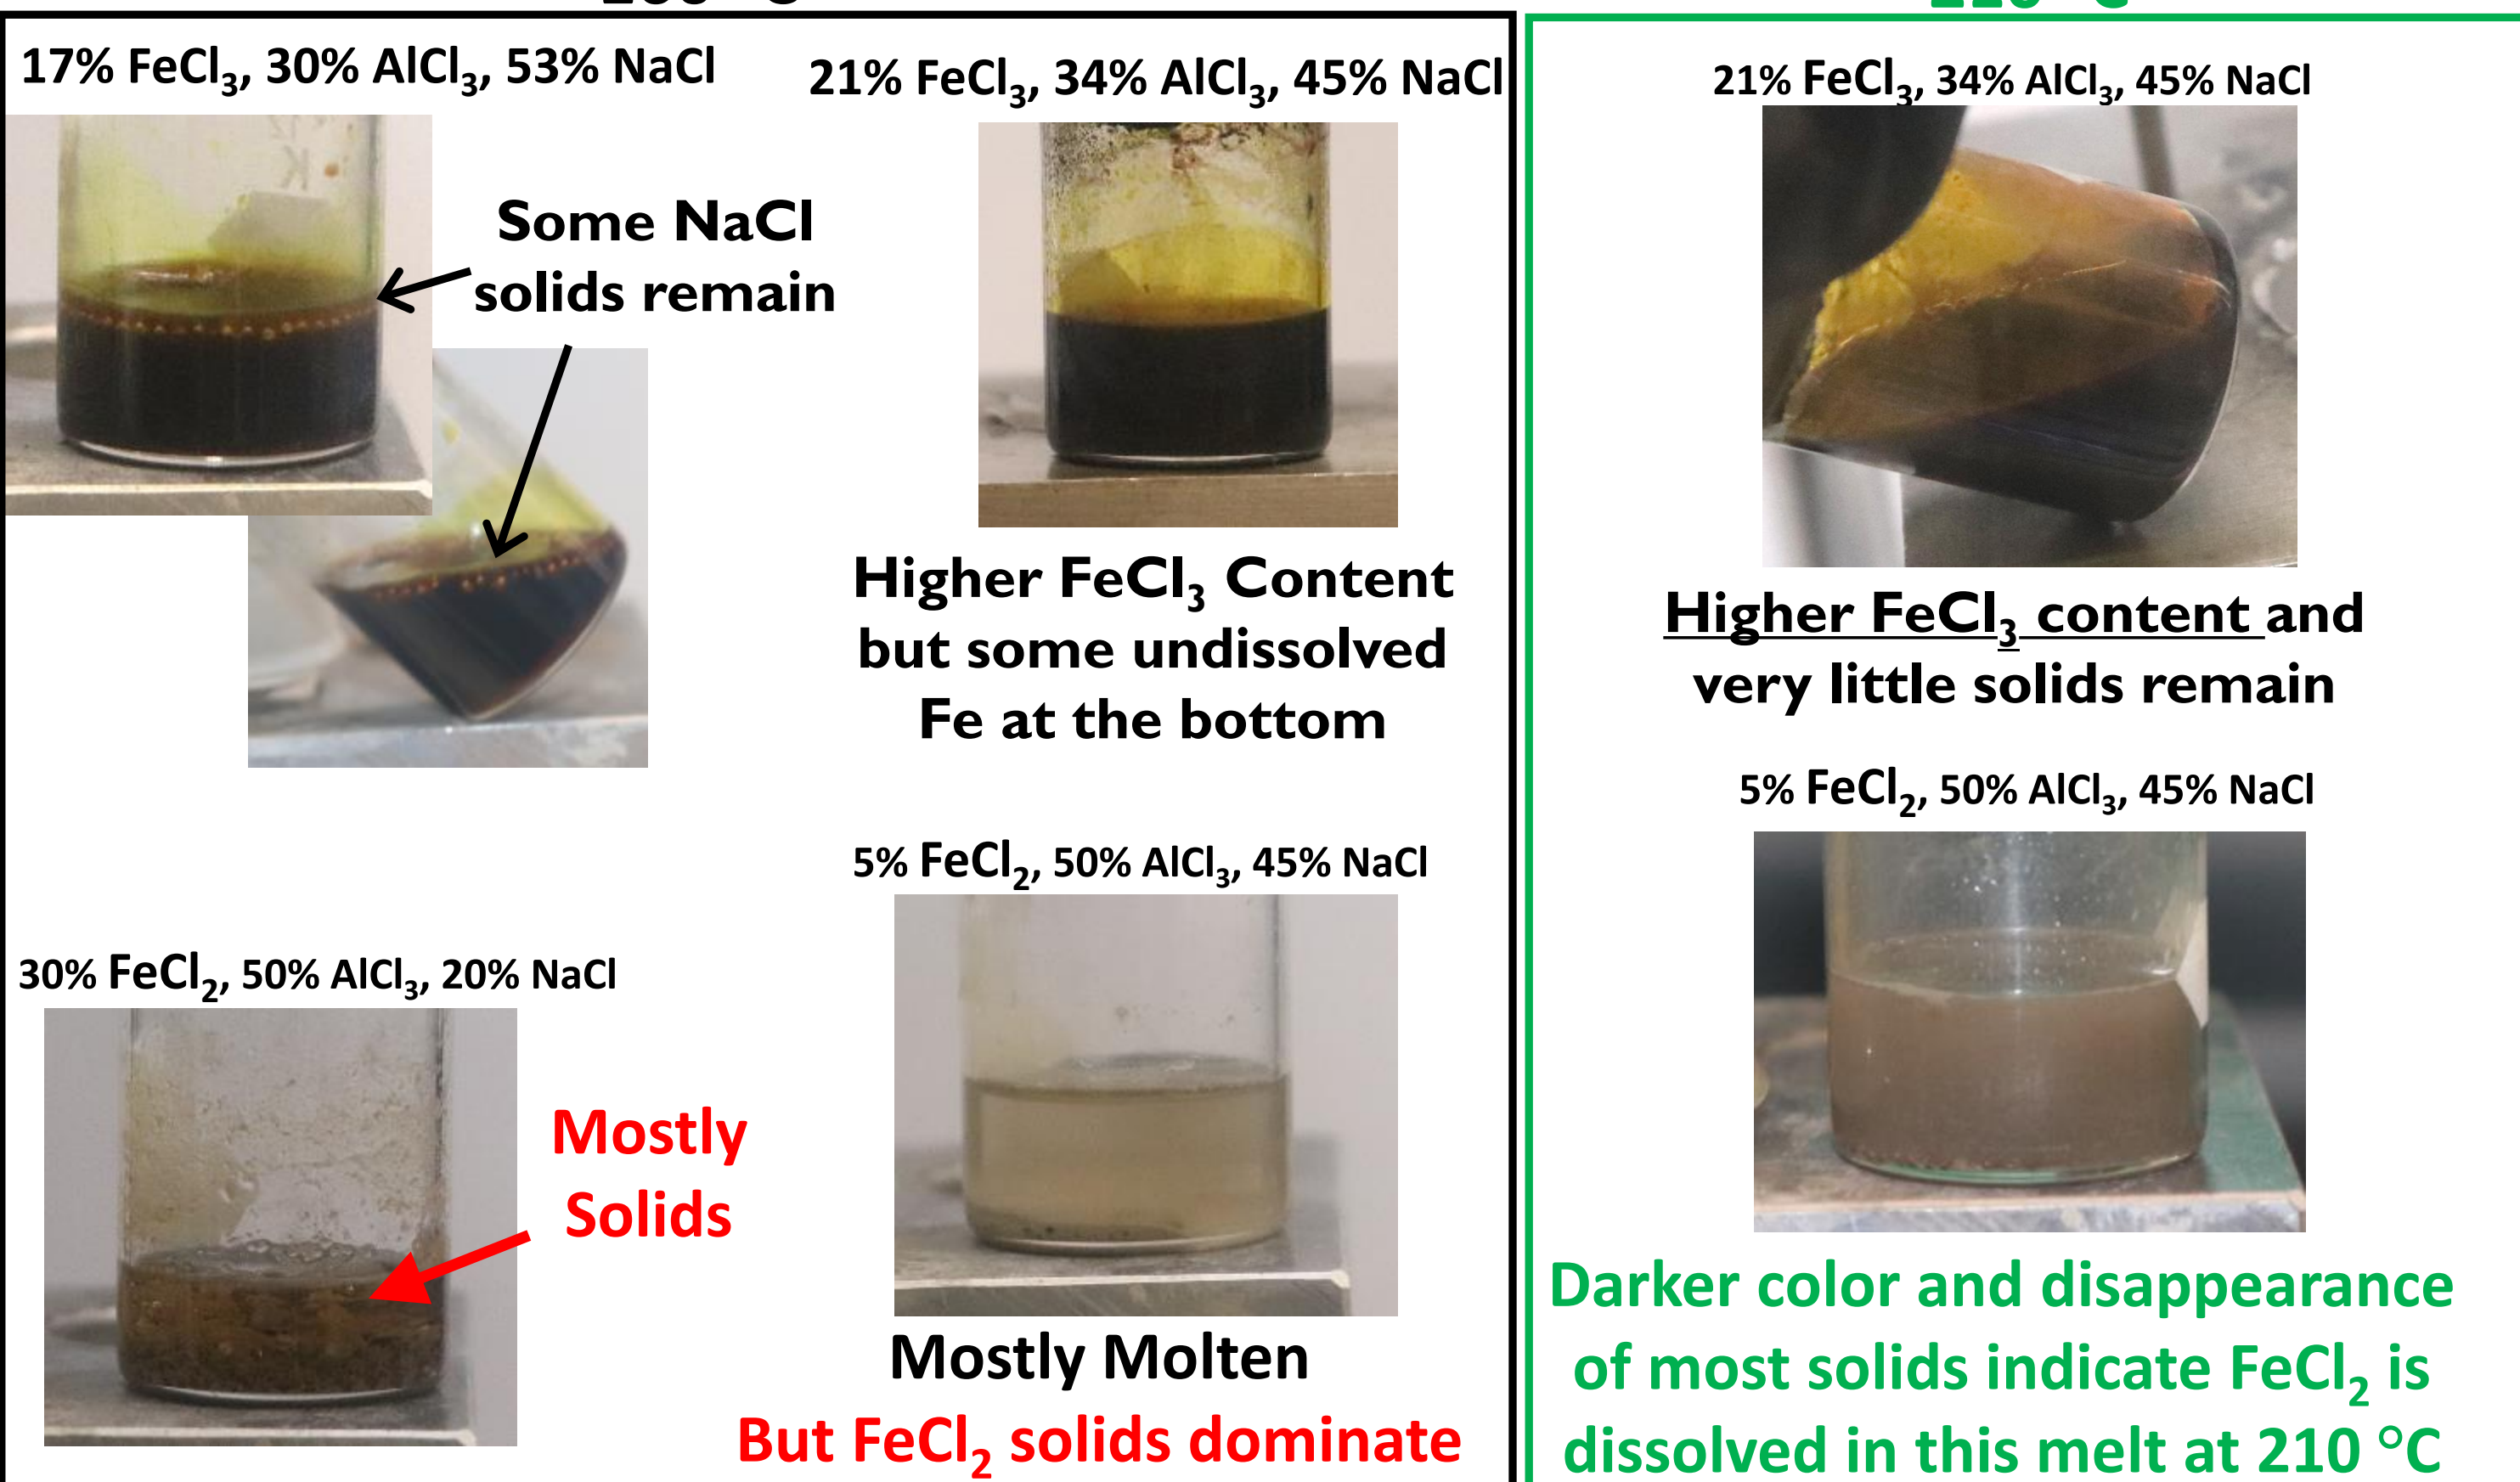 17% FeCl₃, 30% AlCl₃, 53% NaCl
Some NaCl
solids remain
21% FeCl₃, 34% AlCl₃, 45% NaCl
Higher FeCl₃ Content
but some undissolved
Fe at the bottom
30% FeCl₂, 50% AlCl₃, 20% NaCl
Mostly
Solids
5% FeCl₂, 50% AlCl₃, 45% NaCl
Mostly Molten
But FeCl₂ solids dominate
21% FeCl₃, 34% AlCl₃, 45% NaCl
Higher FeCl₃ content and
very little solids remain
5% FeCl₂, 50% AlCl₃, 45% NaCl
Darker color and disappearance
of most solids indicate FeCl₂ is
dissolved in this melt at 210 °C